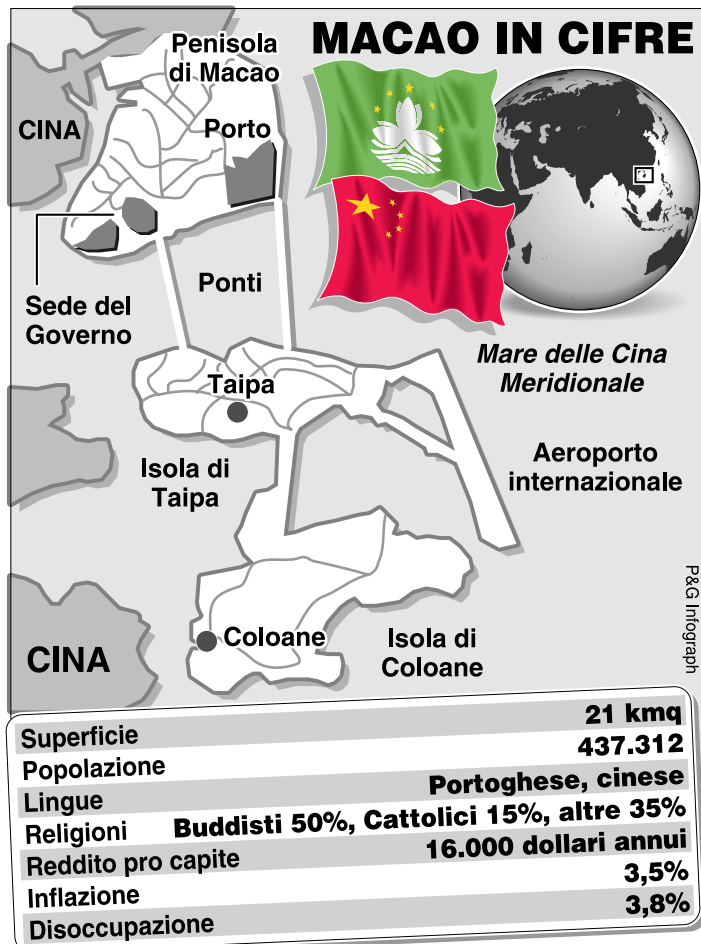 MACAO IN CIFRE
Penisola
di Macao
CINA
Porto
Sede del
Governo
Ponti
Mare delle Cina
Meridionale
Taipa
Isola di
Taipa
Aeroporto
internazionale
CINA
Coloane
Isola di
Coloane
P&G Infograph
Superficie 21 kmq
Popolazione 437.312
Lingue Portoghese, cinese
Religioni Buddisti 50%, Cattolici 15%, altre 35%
Reddito pro capite 16.000 dollari annui
Inflazione 3,5%
Disoccupazione 3,8%